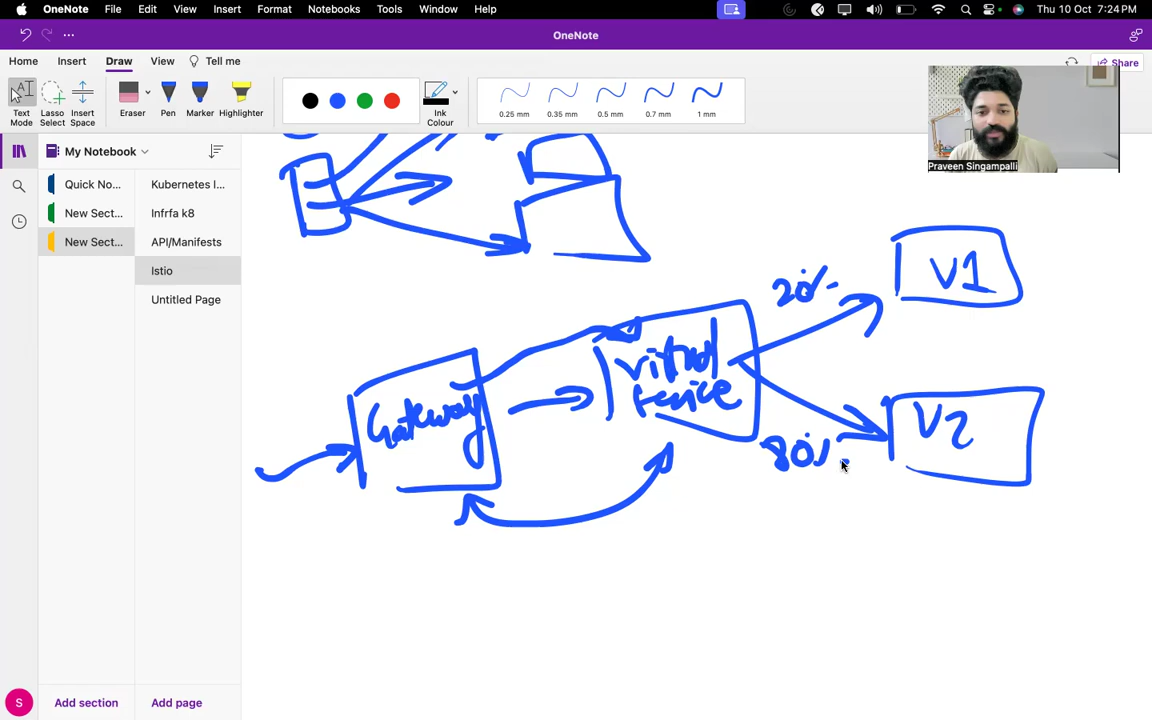 OneNote File Edit View Insert Format Notebooks Tools Window Help Thu 10 Oct 7:24 PM
OneNote
Home Insert Draw View Tell me Share
Text Mode
Lasso Select
Insert Space
Eraser
Pen
Marker
Highlighter
Ink Colour
0.25 mm 0.35 mm 0.5 mm 0.7 mm 1 mm
Praveen Singampalli
My Notebook
Quick No...
New Sect...
New Sect...
Kubernetes I...
Infrfa k8
API/Manifests
Istio
Untitled Page
20%
V1
Gateway
Virtual
Service
80%
V2
S
Add section
Add page